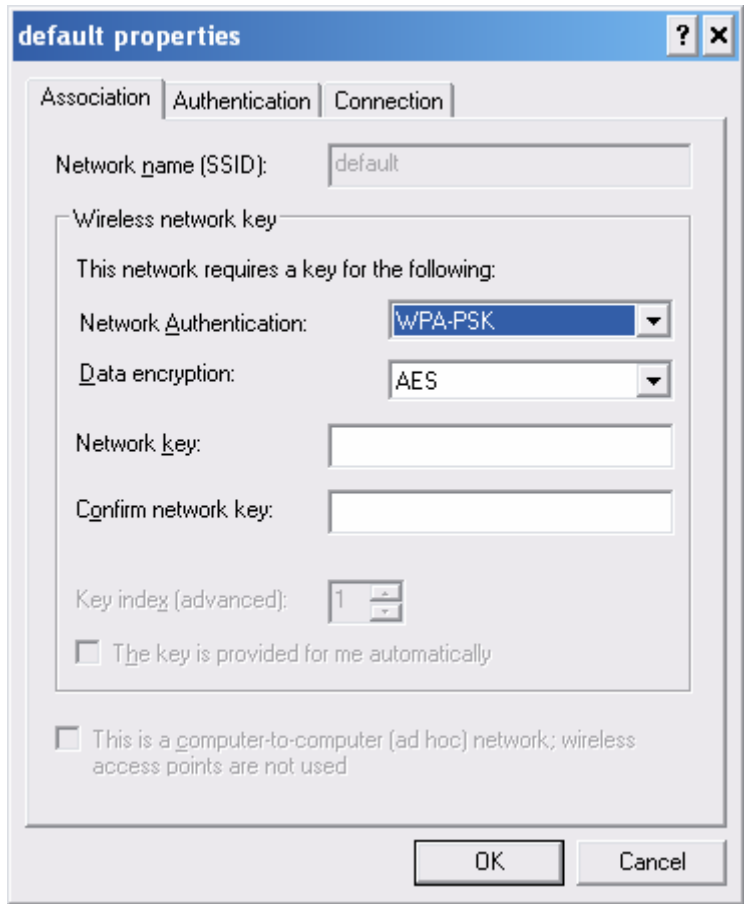 default properties
Association Authentication Connection
Network name (SSID): default
Wireless network key
This network requires a key for the following:
Network Authentication: WPA-PSK
Data encryption: AES
Network key:
Confirm network key:
Key index (advanced): 1
The key is provided for me automatically
This is a computer-to-computer (ad hoc) network; wireless
access points are not used
OK Cancel